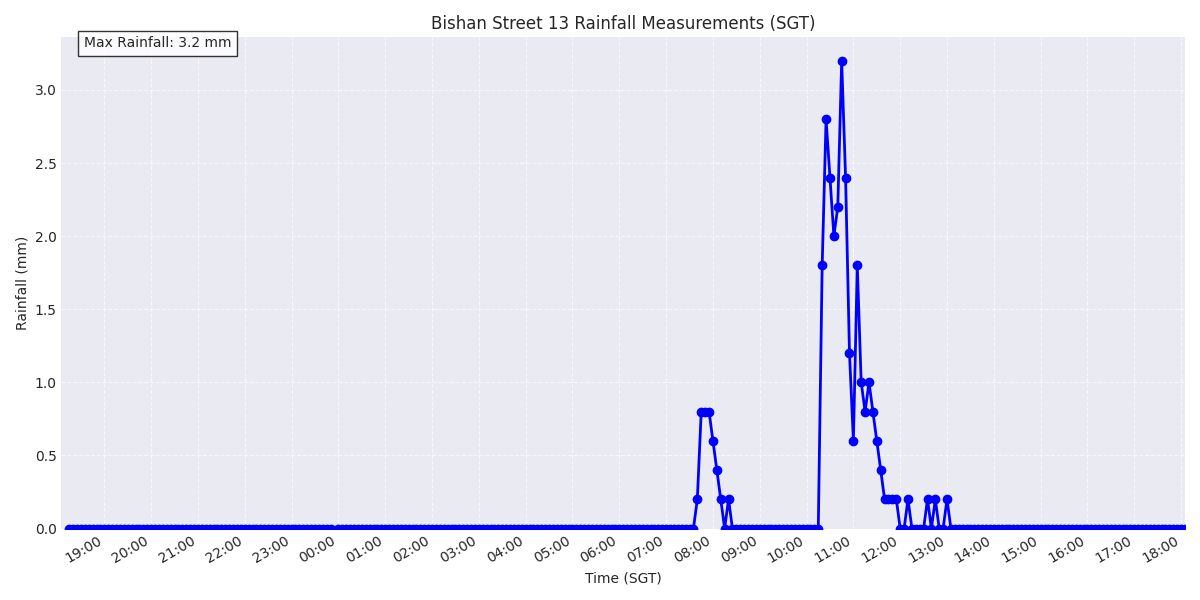 Bishan Street 13 Rainfall Measurements (SGT)
Max Rainfall: 3.2 mm
Rainfall (mm)
3.0
2.5
2.0
1.5
1.0
0.5
0.0
19:00 20:00 21:00 22:00 23:00 00:00 01:00 02:00 03:00 04:00 05:00 06:00 07:00 08:00 09:00 10:00 11:00 12:00 13:00 14:00 15:00 16:00 17:00 18:00
Time (SGT)